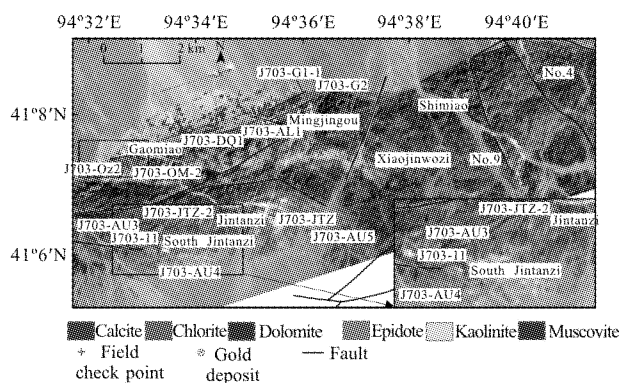 94°32′E 94°34′E 94°36′E 94°38′E 94°40′E
0 1 2 km
N
J703-G1-1
J703-G2
No.4
41°8′N
Shimiao
Mingjingou
J703-AL1
J703-DQ1
Gaomiao
Xiaojinwozi
No.9
J703-Oz2
J703-OM-2
J703-JTZ-2
J703-JTZ-2
Jintanzi
J703-JTZ
Jintanzi
J703-AU3
J703-AU3
J703-11
South Jintanzi
J703-AU5
J703-11
41°6′N
South Jintanzi
J703-AU4
J703-AU4
Calcite Chlorite Dolomite Epidote Kaolinite Muscovite
Field check point
Gold deposit
Fault